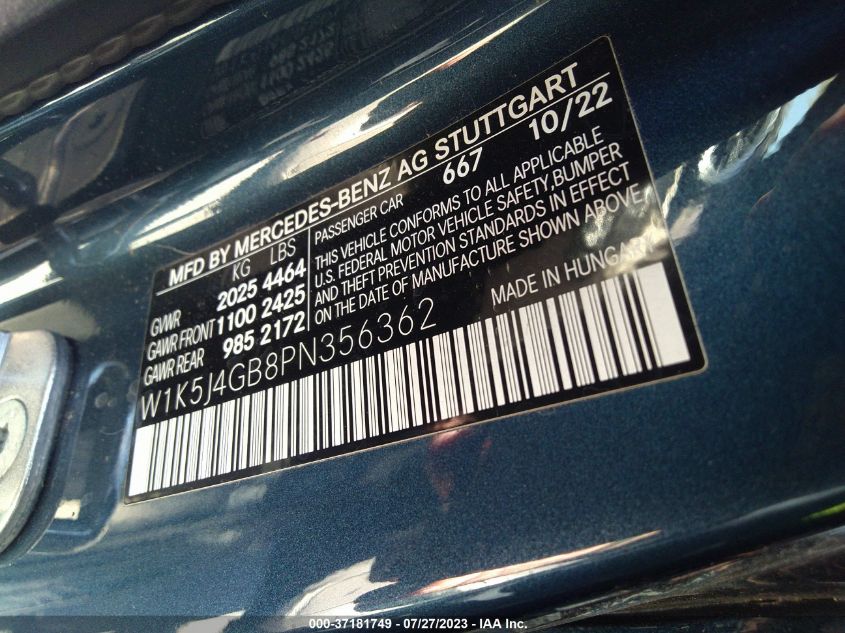 MFD BY MERCEDES-BENZ AG STUTTGART
KG LBS
GVWR 2025 4464
GAWR FRONT 1100 2425
GAWR REAR 985 2172
PASSENGER CAR 667 10/22
THIS VEHICLE CONFORMS TO ALL APPLICABLE
U.S. FEDERAL MOTOR VEHICLE SAFETY, BUMPER
AND THEFT PREVENTION STANDARDS IN EFFECT
ON THE DATE OF MANUFACTURE SHOWN ABOVE
MADE IN HUNGARY
W1K5J4GB8PN356362
000-37181749 - 07/27/2023 - IAA Inc.